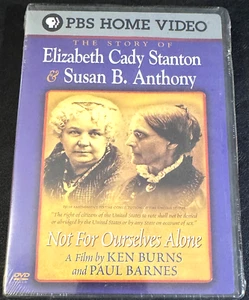 PBS HOME VIDEO
THE STORY OF
Elizabeth Cady Stanton
& Susan B. Anthony
"The right of citizens of the United States to vote shall not be denied or
abridged by the United States or by any state on account of sex."
Not For Ourselves Alone
A Film by KEN BURNS
and PAUL BARNES
DVD